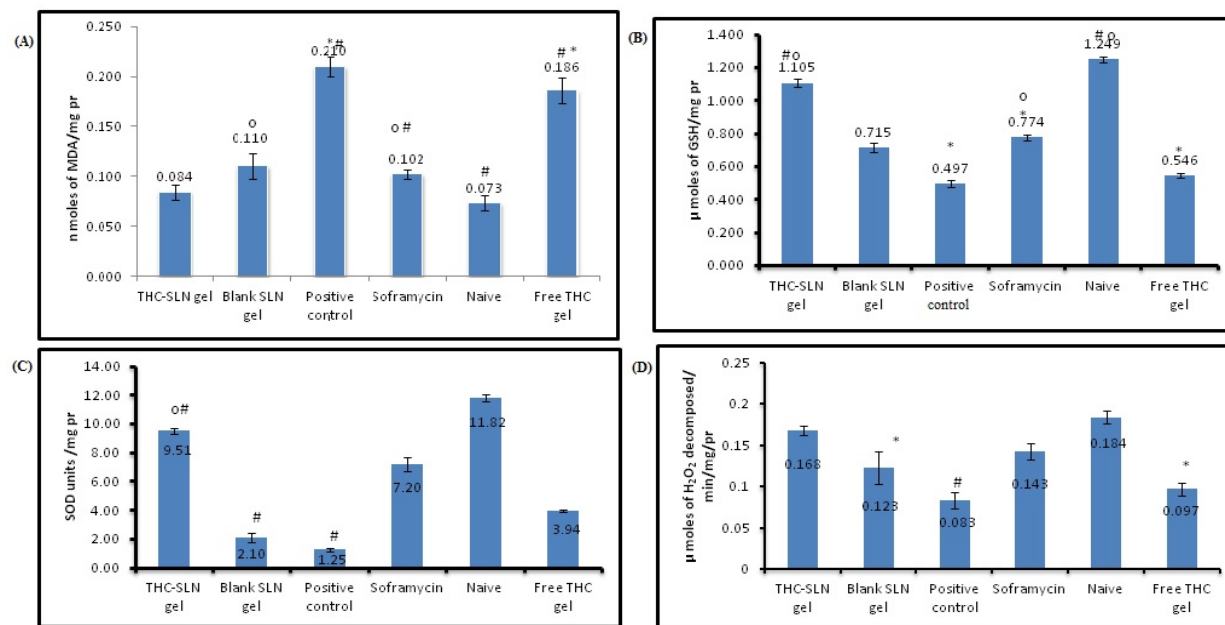 (A)
n moles of MDA/mg pr
0.250
0.200
0.150
0.100
0.050
0.000
0.084
o
0.110
*#
0.210
o #
0.102
#
0.073
# *
0.186
THC-SLN gel
Blank SLN gel
Positive control
Soframycin
Naive
Free THC gel
(B)
µ moles of GSH/mg pr
1.400
1.200
1.000
0.800
0.600
0.400
0.200
0.000
#o
1.105
0.715
*
0.497
o
*
0.774
# o
1.249
*
0.546
THC-SLN gel
Blank SLN gel
Positive control
Soframycin
Naive
Free THC gel
(C)
SOD units /mg pr
14.00
12.00
10.00
8.00
6.00
4.00
2.00
0.00
o#
9.51
#
2.10
#
1.25
7.20
11.82
3.94
THC-SLN gel
Blank SLN gel
Positive control
Soframycin
Naive
Free THC gel
(D)
µ moles of H₂O₂ decomposed/
min/mg/pr
0.25
0.2
0.15
0.1
0.05
0
0.168
*
0.123
#
0.083
0.143
0.184
*
0.097
THC-SLN gel
Blank SLN gel
Positive control
Soframycin
Naive
Free THC gel